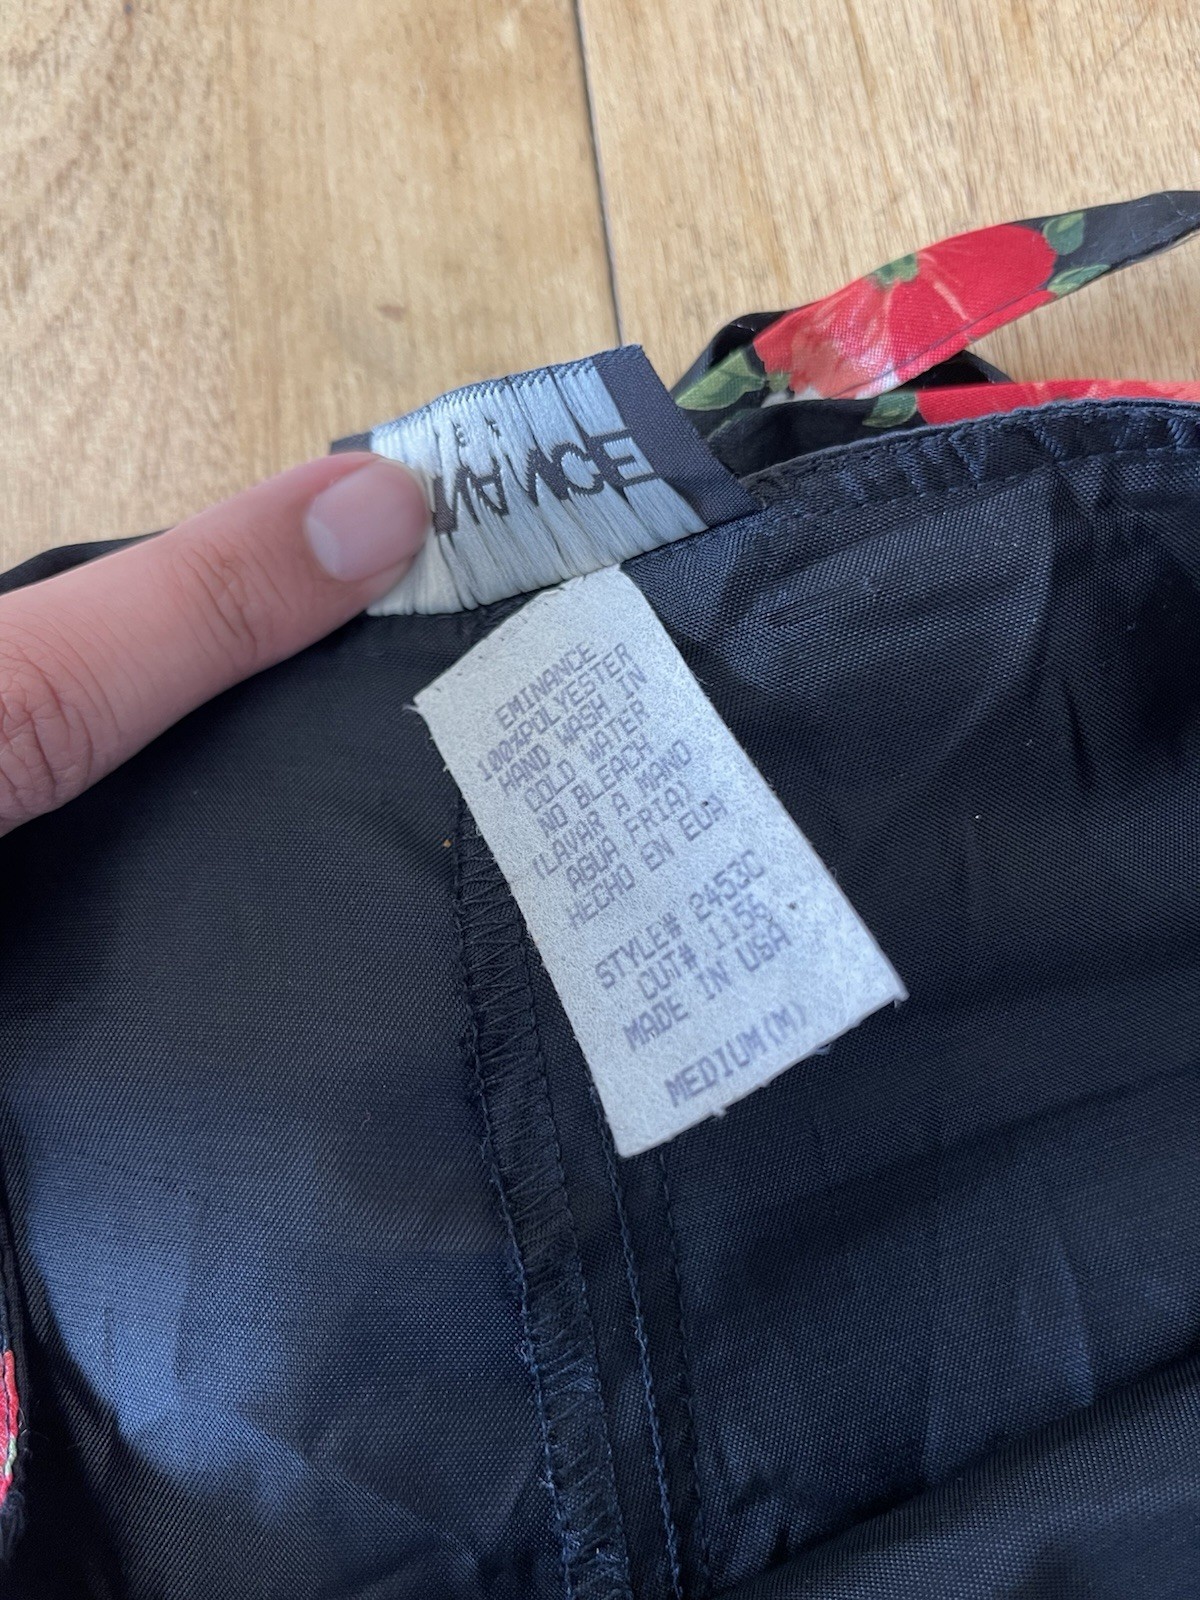 EMINANCE
100%POLYESTER
HAND WASH IN
COLD WATER
NO BLEACH
(LAVAR A MANO
AGUA FRIA)
HECHO EN EUA
STYLE# 2453C
CUT# 1155
MADE IN USA
MEDIUM(M)